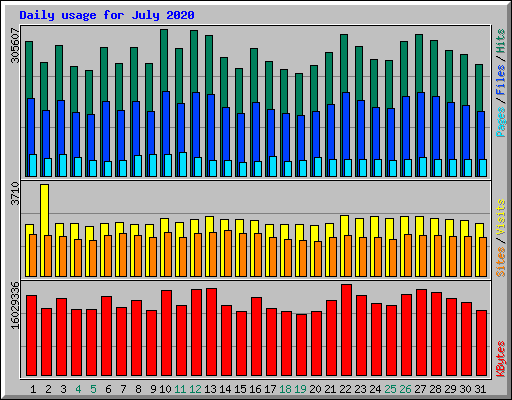 Daily usage for July 2020
305607
Pages / Files / Hits
3710
Sites / Visits
16029336
KBytes
1 2 3 4 5 6 7 8 9 10 11 12 13 14 15 16 17 18 19 20 21 22 23 24 25 26 27 28 29 30 31